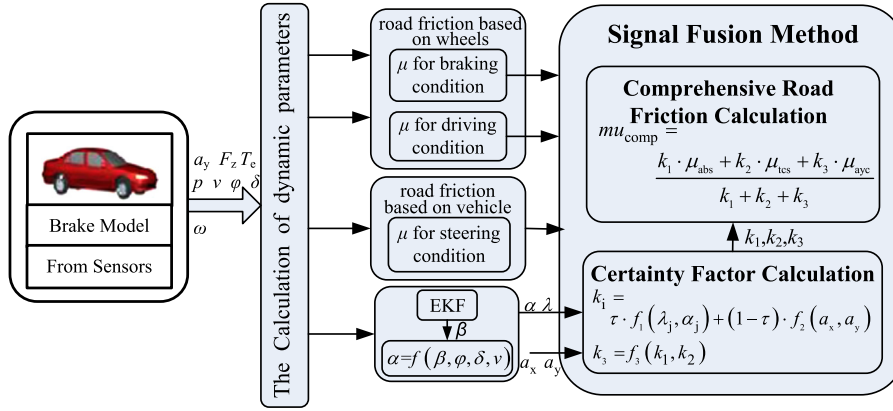 Brake Model
From Sensors
a_y F_z T_e
p v φ δ
ω
The Calculation of dynamic parameters
road friction based
on wheels
μ for braking
condition
μ for driving
condition
road friction
based on vehicle
μ for steering
condition
EKF
β
α=f(β,φ,δ,v)
α λ
a_x a_y
Signal Fusion Method
Comprehensive Road
Friction Calculation
mu_comp =
k_1 · μ_abs + k_2 · μ_tcs + k_3 · μ_ayc
k_1 + k_2 + k_3
k_1,k_2,k_3
Certainty Factor Calculation
k_i =
τ · f_1(λ_j,α_j)+(1−τ)· f_2(a_x,a_y)
k_3 = f_3(k_1,k_2)